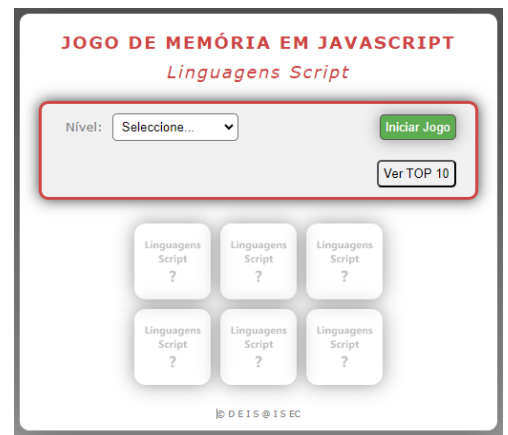 JOGO DE MEMÓRIA EM JAVASCRIPT
Linguagens Script
Nível: Seleccione... Iniciar Jogo
Ver TOP 10
Linguagens Linguagens Linguagens
Script Script Script
? ? ?
Linguagens Linguagens Linguagens
Script Script Script
? ? ?
© D E I S @ I S E C